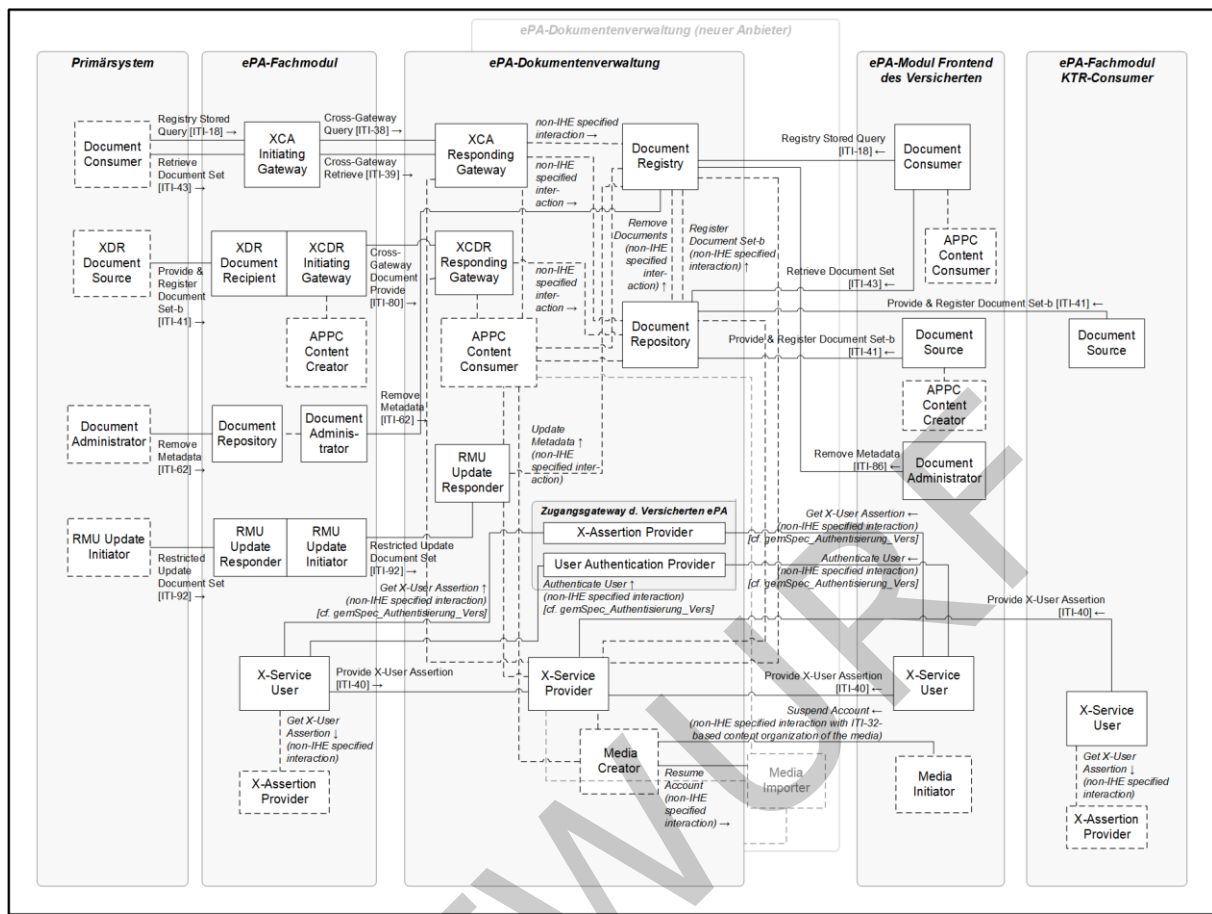 ePA-Dokumentenverwaltung (neuer Anbieter)
Primärsystem
ePA-Fachmodul
ePA-Dokumentenverwaltung
ePA-Modul Frontend
des Versicherten
ePA-Fachmodul
KTR-Consumer
Document
Consumer
Registry Stored
Query [ITI-18] →
Retrieve
Document Set
[ITI-43] →
XCA
Initiating
Gateway
Cross-Gateway
Query [ITI-38] →
Cross-Gateway
Retrieve [ITI-39] →
XCA
Responding
Gateway
non-IHE specified
interaction →
non-IHE
specified
inter-
action →
Document
Registry
Registry Stored Query
[ITI-18] ←
Document
Consumer
XDR
Document
Source
Provide &
Register
Document
Set-b
[ITI-41] →
XDR
Document
Recipient
XCDR
Initiating
Gateway
Cross-
Gateway
Document
Provide
[ITI-80] →
XCDR
Responding
Gateway
non-IHE
specified
inter-
action →
Remove
Documents
(non-IHE
specified
inter-
action) ↑
Register
Document Set-b
(non-IHE specified
interaction) ↑
APPC
Content
Consumer
Retrieve Document Set
[ITI-43] ←
Provide & Register Document Set-b [ITI-41] ←
APPC
Content
Creator
APPC
Content
Consumer
Document
Repository
Provide & Register Document Set-b
[ITI-41] ←
Document
Source
Document
Source
APPC
Content
Creator
Document
Administrator
Remove
Metadata
[ITI-62] →
Document
Repository
Document
Adminis-
trator
Remove
Metadata
[ITI-62] →
RMU
Update
Responder
Update
Metadata ↑
(non-IHE
specified inter-
action)
Remove Metadata
[ITI-86] ←
Document
Administrator
Zugangsgateway d. Versicherten ePA
X-Assertion Provider
User Authentication Provider
Get X-User Assertion ←
(non-IHE specified interaction)
[cf. gemSpec_Authentisierung_Vers]
Authenticate User ←
(non-IHE specified interaction)
[cf. gemSpec_Authentisierung_Vers]
RMU Update
Initiator
Restricted
Update
Document Set
[ITI-92] →
RMU
Update
Responder
RMU
Update
Initiator
Restricted Update
Document Set
[ITI-92] →
Get X-User Assertion ↑
(non-IHE specified interaction)
[cf. gemSpec_Authentisierung_Vers]
Authenticate User ↑
(non-IHE specified interaction)
[cf. gemSpec_Authentisierung_Vers]
Provide X-User Assertion
[ITI-40] ←
X-Service
User
Provide X-User Assertion
[ITI-40] →
X-Service
Provider
Provide X-User Assertion
[ITI-40] ←
X-Service
User
X-Service
User
Get X-User
Assertion ↓
(non-IHE specified
interaction)
X-Assertion
Provider
Suspend Account ←
(non-IHE specified interaction with ITI-32-
based content organization of the media)
Media
Creator
Resume
Account
(non-IHE
specified
interaction) →
Media
Importer
Media
Initiator
Get X-User
Assertion ↓
(non-IHE specified
interaction)
X-Assertion
Provider
TWURF